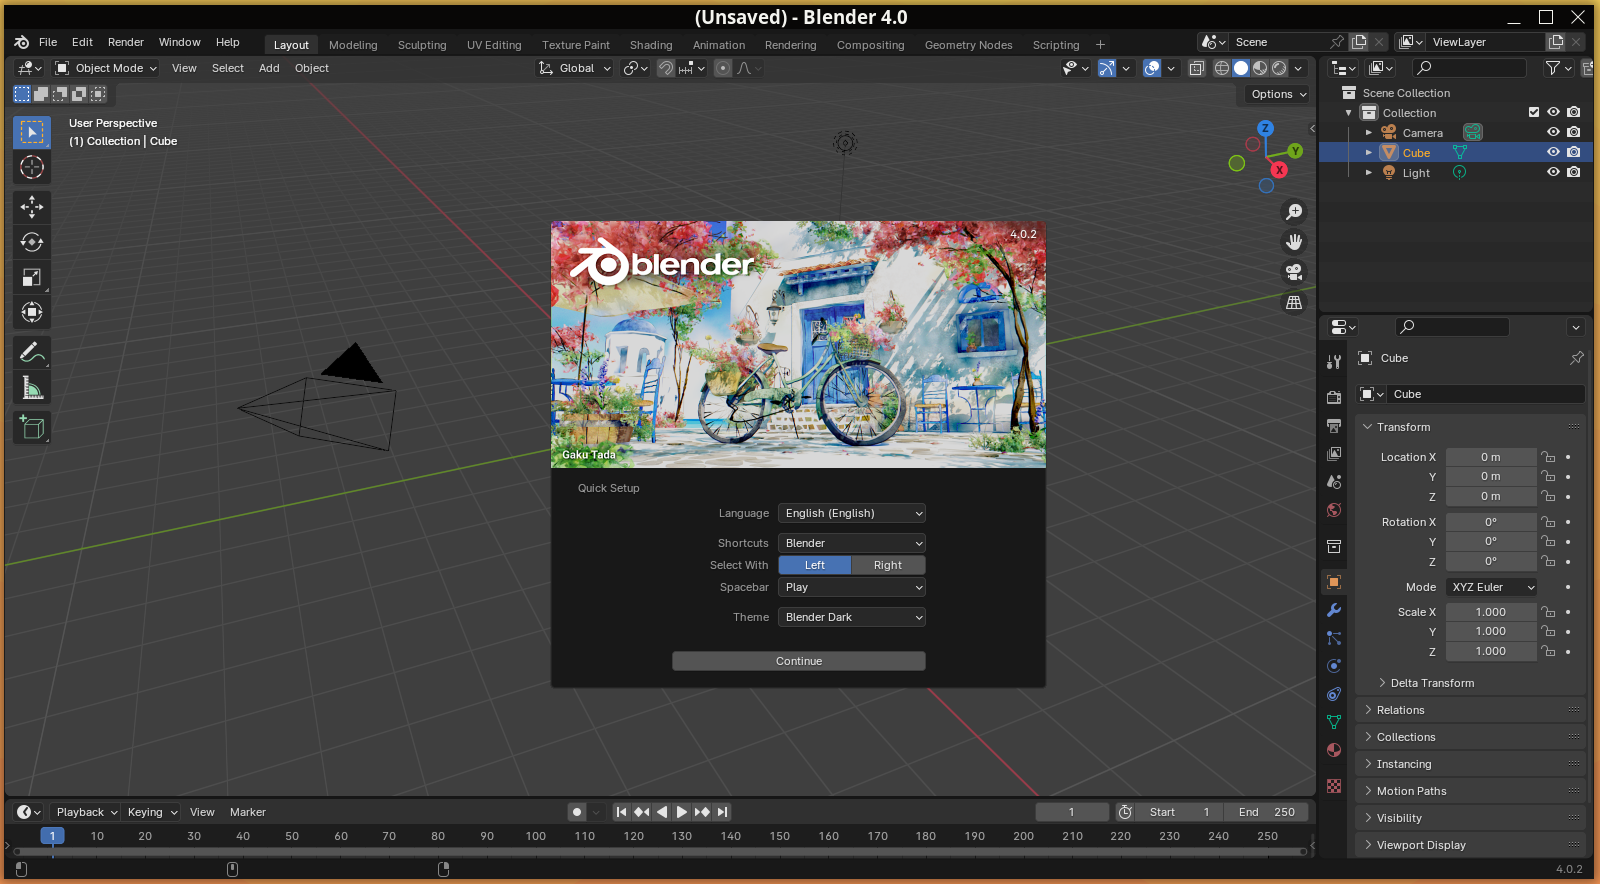 (Unsaved) - Blender 4.0
File Edit Render Window Help Layout Modeling Sculpting UV Editing Texture Paint Shading Animation Rendering Compositing Geometry Nodes Scripting + Scene ViewLayer
Object Mode View Select Add Object Global
Options
User Perspective
(1) Collection | Cube
Z
Y
X
Scene Collection
Collection
Camera
Cube
Light
4.0.2
blender
Gaku Tada
Quick Setup
Language English (English)
Shortcuts Blender
Select With Left Right
Spacebar Play
Theme Blender Dark
Continue
Cube
Cube
Transform
Location X 0 m
Y 0 m
Z 0 m
Rotation X 0°
Y 0°
Z 0°
Mode XYZ Euler
Scale X 1.000
Y 1.000
Z 1.000
Delta Transform
Relations
Collections
Instancing
Motion Paths
Visibility
Viewport Display
Playback Keying View Marker 1 Start 1 End 250
1 10 20 30 40 50 60 70 80 90 100 110 120 130 140 150 160 170 180 190 200 210 220 230 240 250
4.0.2